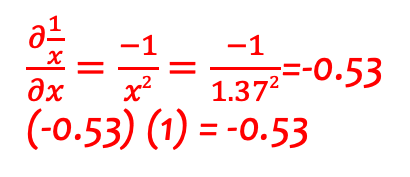 ∂(1/x)/∂x = −1/x² = −1/1.37² =-0.53
(-0.53) (1) = -0.53